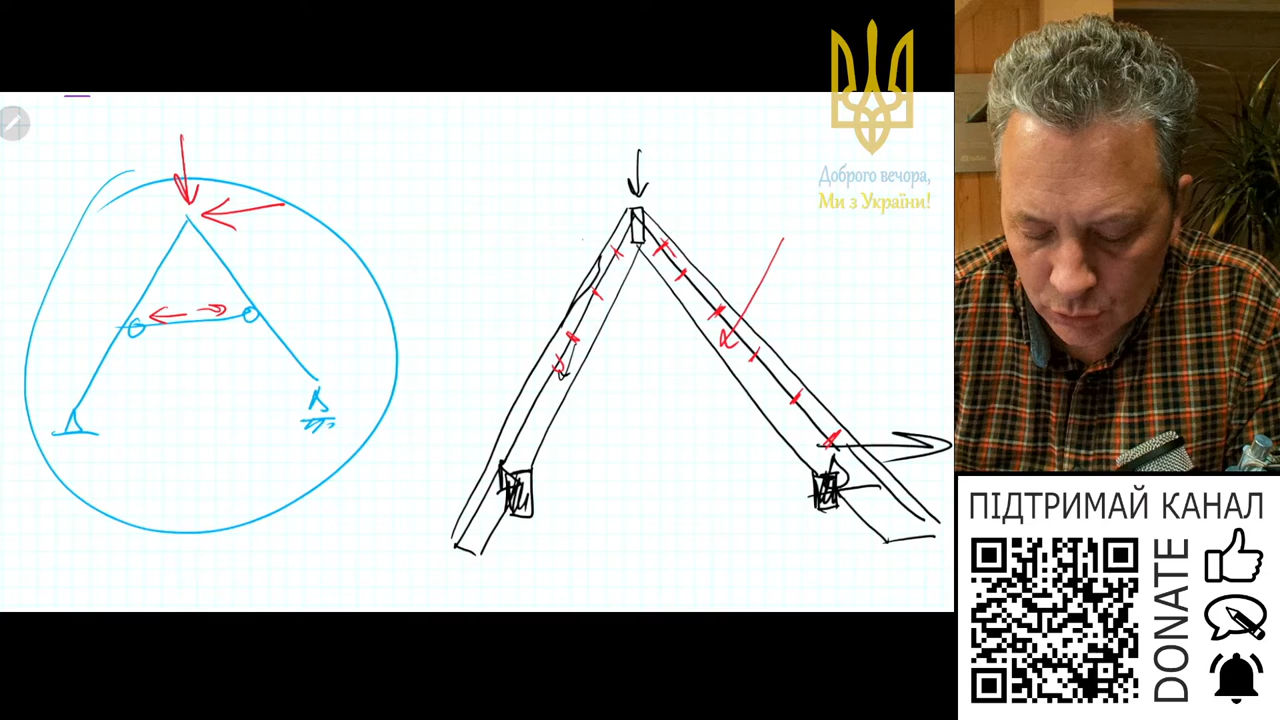 Доброго вечора,
Ми з України!
ПІДТРИМАЙ КАНАЛ
DONATE